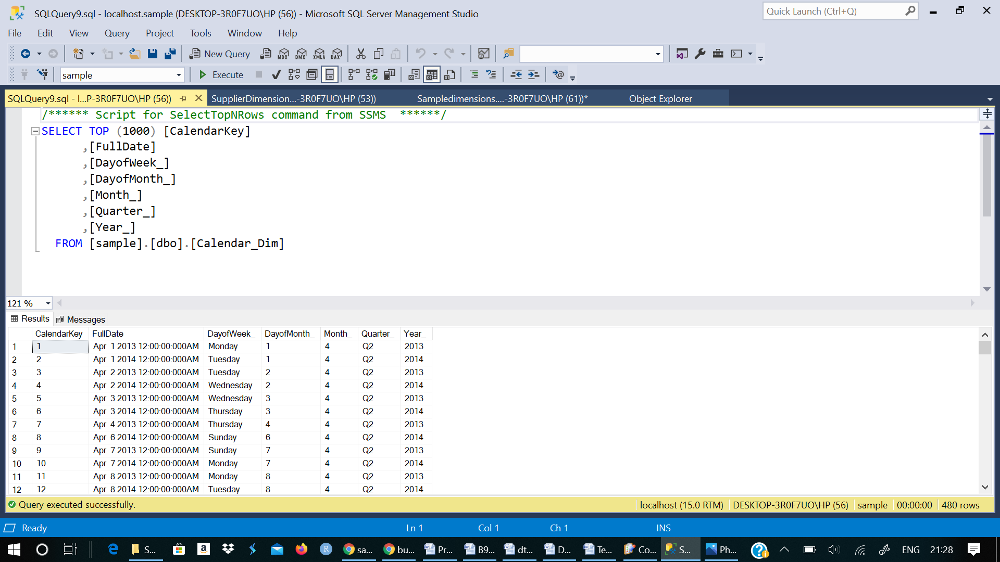 SQLQuery9.sql - localhost.sample (DESKTOP-3R0F7UO\HP (56)) - Microsoft SQL Server Management Studio
Quick Launch (Ctrl+Q)
File Edit View Query Project Tools Window Help
New Query MDX DMX XMLA DAX
sample Execute
SQLQuery9.sql - l...P-3R0F7UO\HP (56)) SupplierDimension...-3R0F7UO\HP (53)) Sampledimensions....-3R0F7UO\HP (61))* Object Explorer
/****** Script for SelectTopNRows command from SSMS  ******/
SELECT TOP (1000) [CalendarKey]
,[FullDate]
,[DayofWeek_]
,[DayofMonth_]
,[Month_]
,[Quarter_]
,[Year_]
FROM [sample].[dbo].[Calendar_Dim]
121 %
Results Messages
CalendarKey FullDate DayofWeek_ DayofMonth_ Month_ Quarter_ Year_
1 1 Apr  1 2013 12:00:00:000AM Monday 1 4 Q2 2013
2 2 Apr  1 2014 12:00:00:000AM Tuesday 1 4 Q2 2014
3 3 Apr  2 2013 12:00:00:000AM Tuesday 2 4 Q2 2013
4 4 Apr  2 2014 12:00:00:000AM Wednesday 2 4 Q2 2014
5 5 Apr  3 2013 12:00:00:000AM Wednesday 3 4 Q2 2013
6 6 Apr  3 2014 12:00:00:000AM Thursday 3 4 Q2 2014
7 7 Apr  4 2013 12:00:00:000AM Thursday 4 4 Q2 2013
8 8 Apr  6 2014 12:00:00:000AM Sunday 6 4 Q2 2014
9 9 Apr  7 2013 12:00:00:000AM Sunday 7 4 Q2 2013
10 10 Apr  7 2014 12:00:00:000AM Monday 7 4 Q2 2014
11 11 Apr  8 2013 12:00:00:000AM Monday 8 4 Q2 2013
12 12 Apr  8 2014 12:00:00:000AM Tuesday 8 4 Q2 2014
Query executed successfully. localhost (15.0 RTM) DESKTOP-3R0F7UO\HP (56) sample 00:00:00 480 rows
Ready Ln 1 Col 1 Ch 1 INS
S... a R sa... bu... Pr... B9... dt... D... Te... Co... S... Ph... ENG 21:28